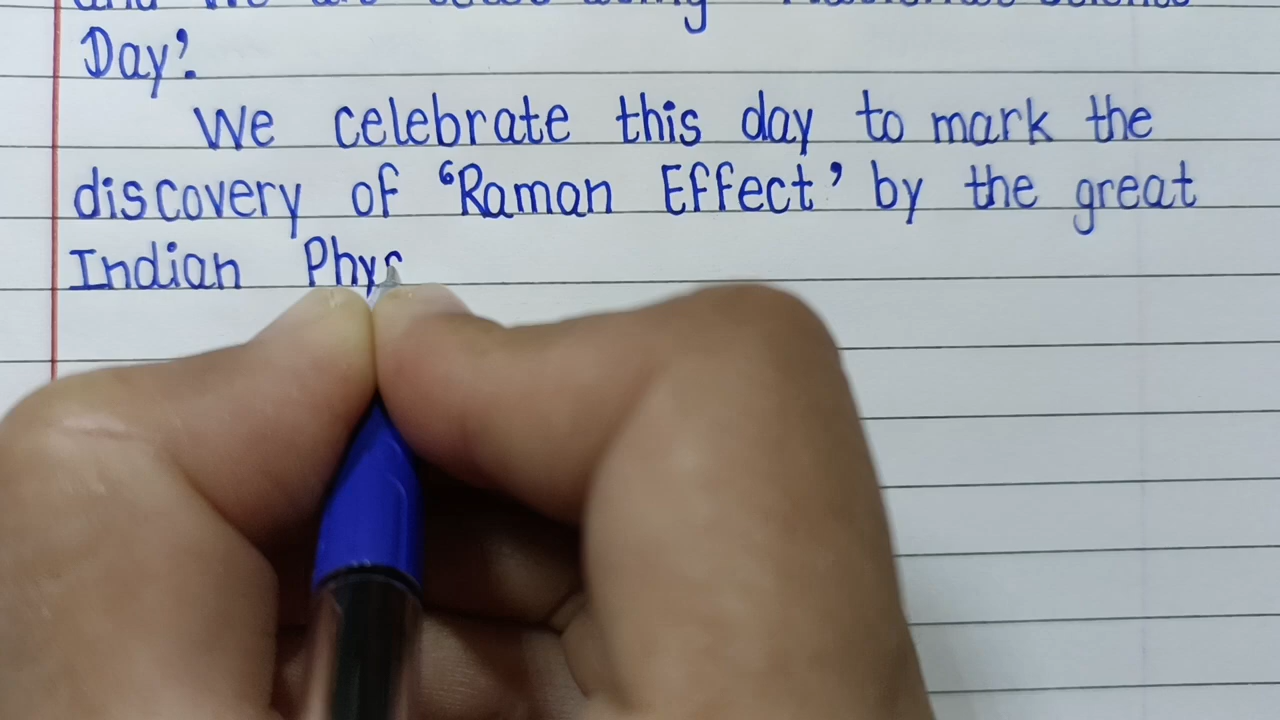 Day'.
We celebrate this day to mark the
discovery of 'Raman Effect' by the great
Indian Phys